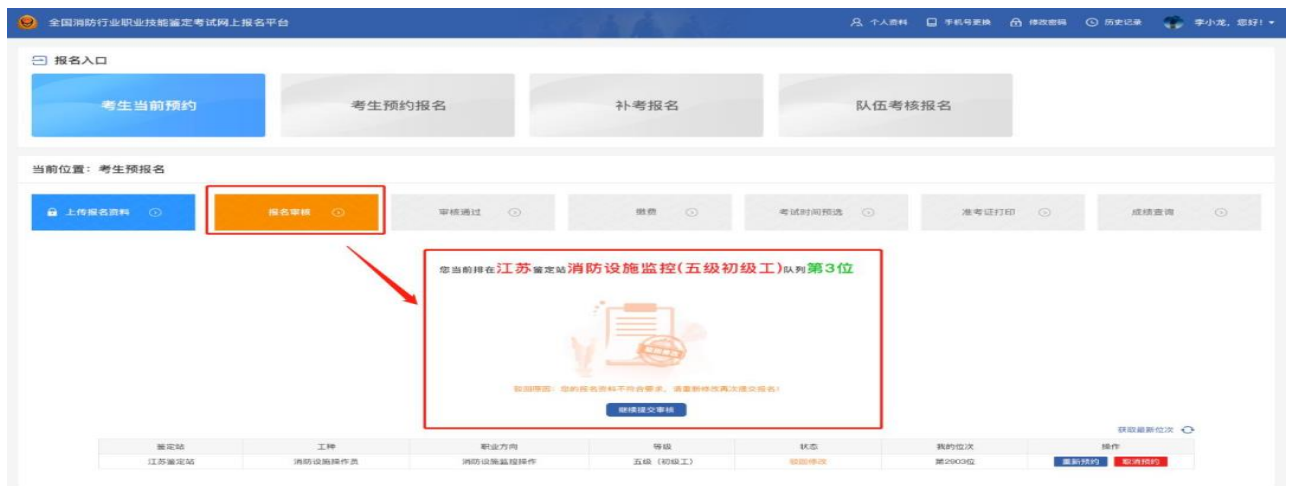 全国消防行业职业技能鉴定考试网上报名平台 个人资料 手机号更换 修改密码 历史记录 李小龙，您好！
报名入口
考生当前预约 考生预约报名 补考报名 队伍考核报名
当前位置：考生预报名
上传报名资料 报名审核 审核通过 缴费 考试时间预选 准考证打印 成绩查询
您当前排在江苏鉴定站消防设施监控(五级初级工)队列第3位
驳回原因：您的报名资料不符合要求，请重新修改再次提交报名！
继续提交审核
获取最新位次
鉴定站 工种 职业方向 等级 状态 我的位次 操作
江苏鉴定站 消防设施操作员 消防设施监控操作 五级（初级工） 驳回修改 第2903位 重新预约 取消预约